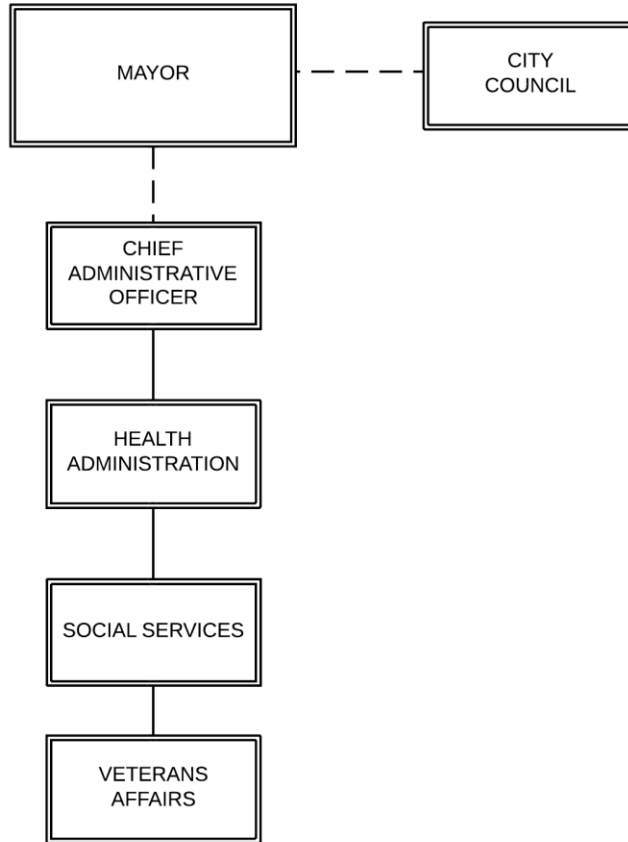 MAYOR
CITY
COUNCIL
CHIEF
ADMINISTRATIVE
OFFICER
HEALTH
ADMINISTRATION
SOCIAL SERVICES
VETERANS
AFFAIRS